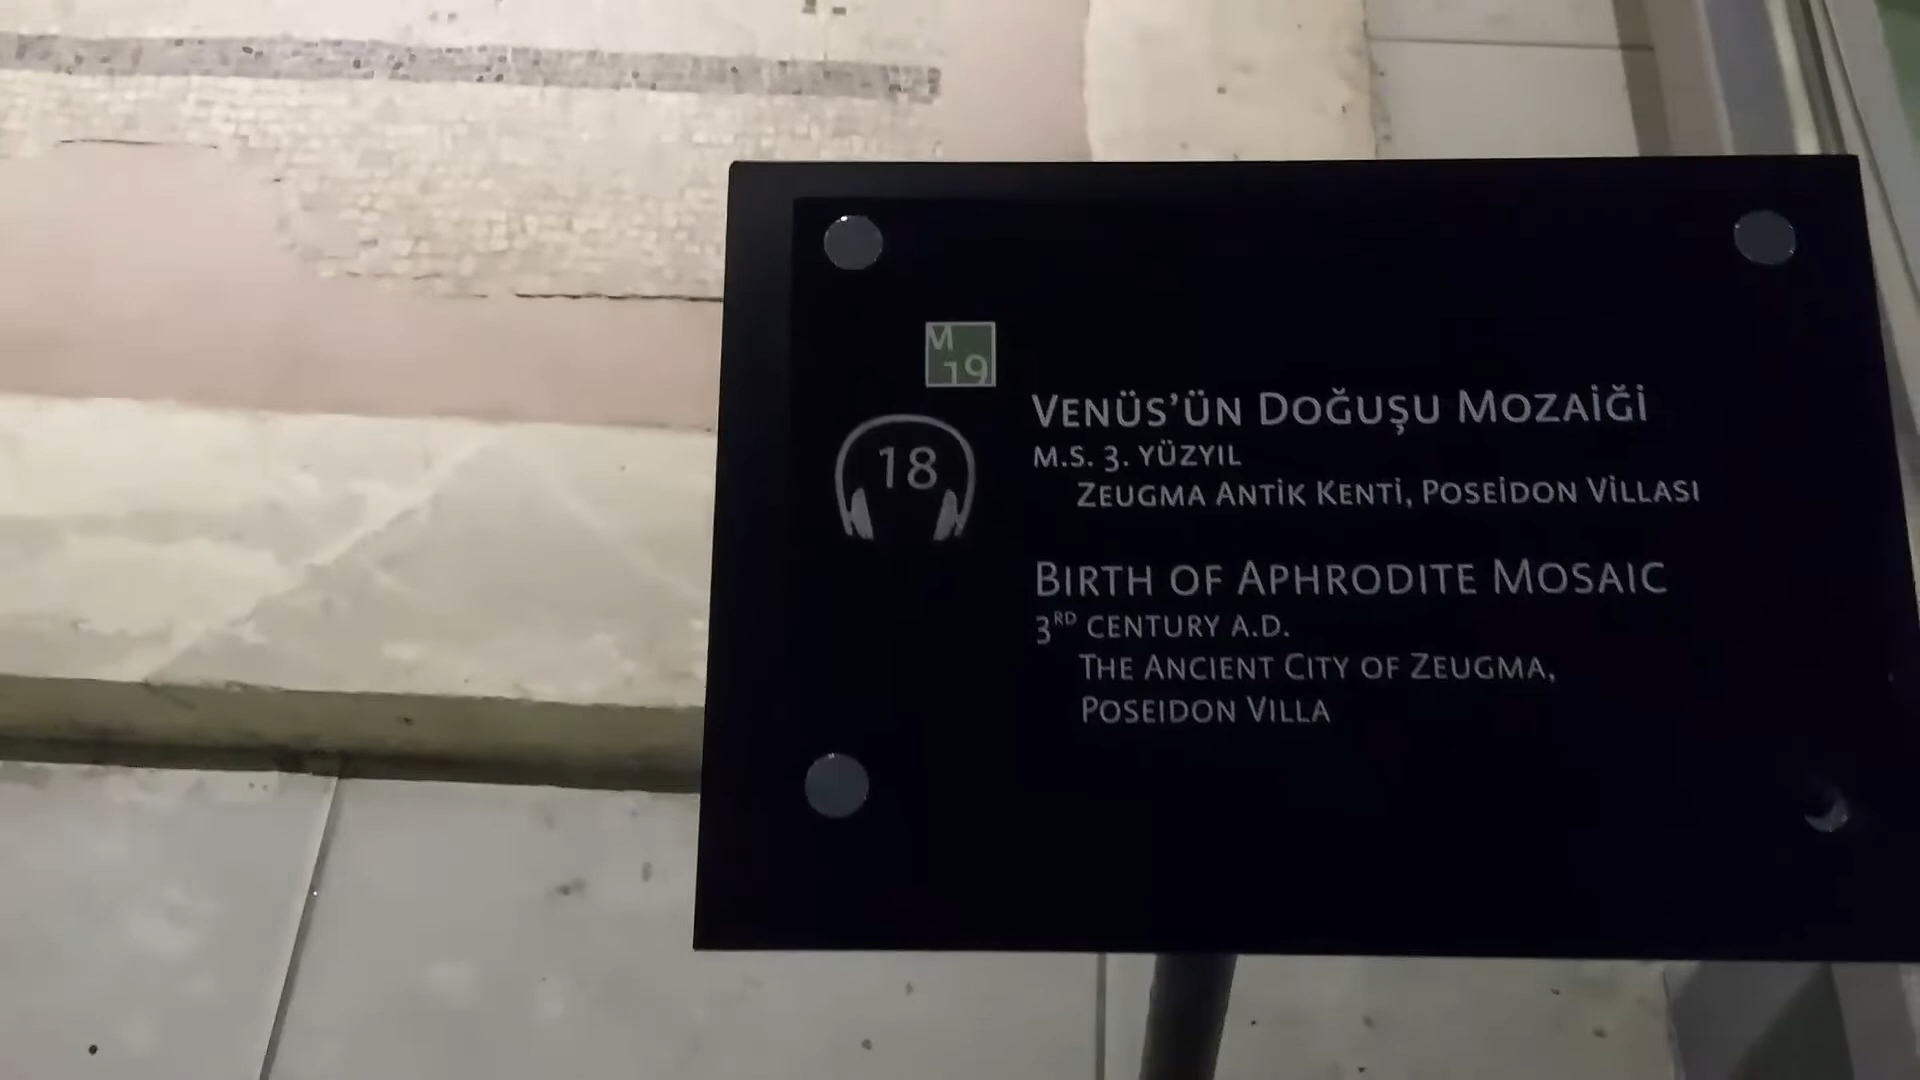 M
19
18
VENÜS'ÜN DOĞUŞU MOZAİĞİ
M.S. 3. YÜZYIL
ZEUGMA ANTİK KENTİ, POSEİDON VİLLASI
BIRTH OF APHRODITE MOSAIC
3RD CENTURY A.D.
THE ANCIENT CITY OF ZEUGMA,
POSEIDON VILLA